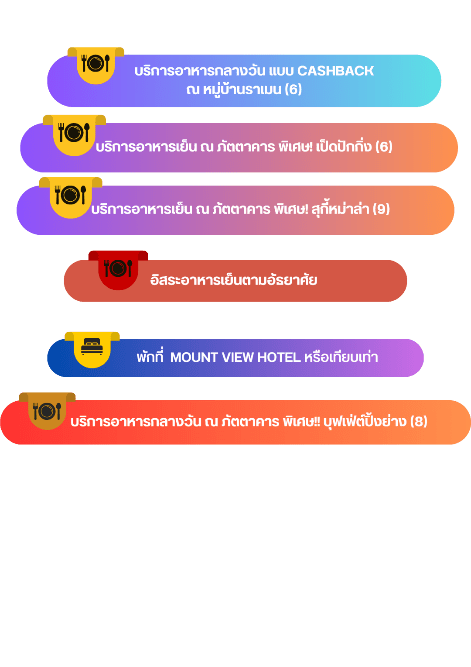 บริการอาหารกลางวัน แบบ CASHBACK
ณ หมู่บ้านราเมน (6)
บริการอาหารเย็น ณ ภัตตาคาร พิเศษ! เป็ดปักกิ่ง (6)
บริการอาหารเย็น ณ ภัตตาคาร พิเศษ! สุกี้หม่าล่า (9)
อิสระอาหารเย็นตามอัธยาศัย
พักที่ MOUNT VIEW HOTEL หรือเทียบเท่า
บริการอาหารกลางวัน ณ ภัตตาคาร พิเศษ!! บุฟเฟ่ต์ปิ้งย่าง (8)